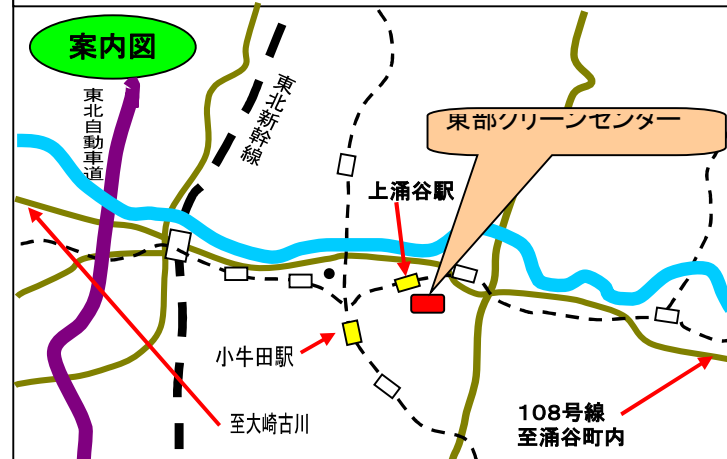 案内図
東北自動車道
東北新幹線
東部クリーンセンター
上涌谷駅
小牛田駅
至大崎古川
108号線
至涌谷町内